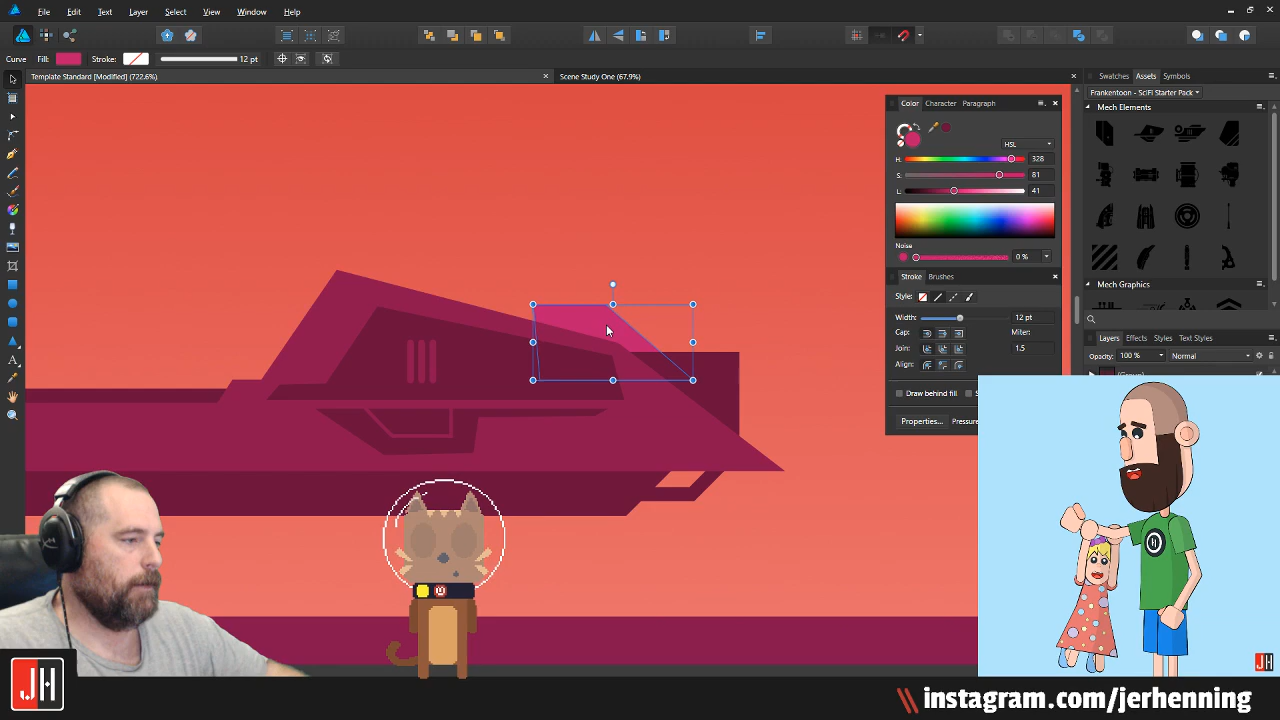 File Edit Text Layer Select View Window Help
Curve Fill: Stroke: 12 pt
Template Standard [Modified] (722.6%) Scene Study One (67.9%)
Swatches Assets Symbols
Frankentoon - SciFi Starter Pack
Mech Elements
Color Character Paragraph
HSL
H: 328
S: 81
L: 41
Noise
0 %
Stroke Brushes
Style:
Width: 12 pt
Cap: Miter:
Join: 1.5
Align:
Draw behind fill
Properties... Pressure
Mech Graphics
Layers Effects Styles Text Styles
Opacity: 100 % Normal
JH
JH
instagram.com/jerhenning